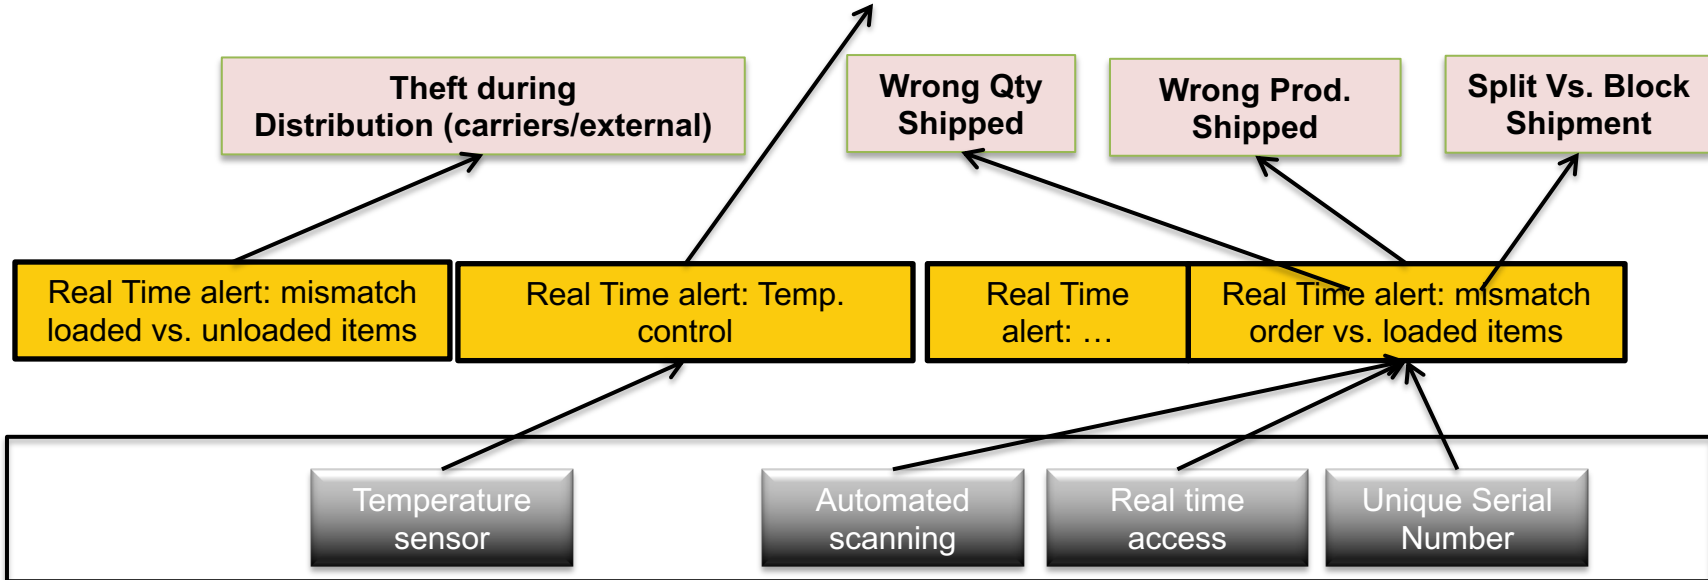 Theft during
Distribution (carriers/external)
Wrong Qty
Shipped
Wrong Prod.
Shipped
Split Vs. Block
Shipment
Real Time alert: mismatch
loaded vs. unloaded items
Real Time alert: Temp.
control
Real Time
alert: …
Real Time alert: mismatch
order vs. loaded items
Temperature
sensor
Automated
scanning
Real time
access
Unique Serial
Number